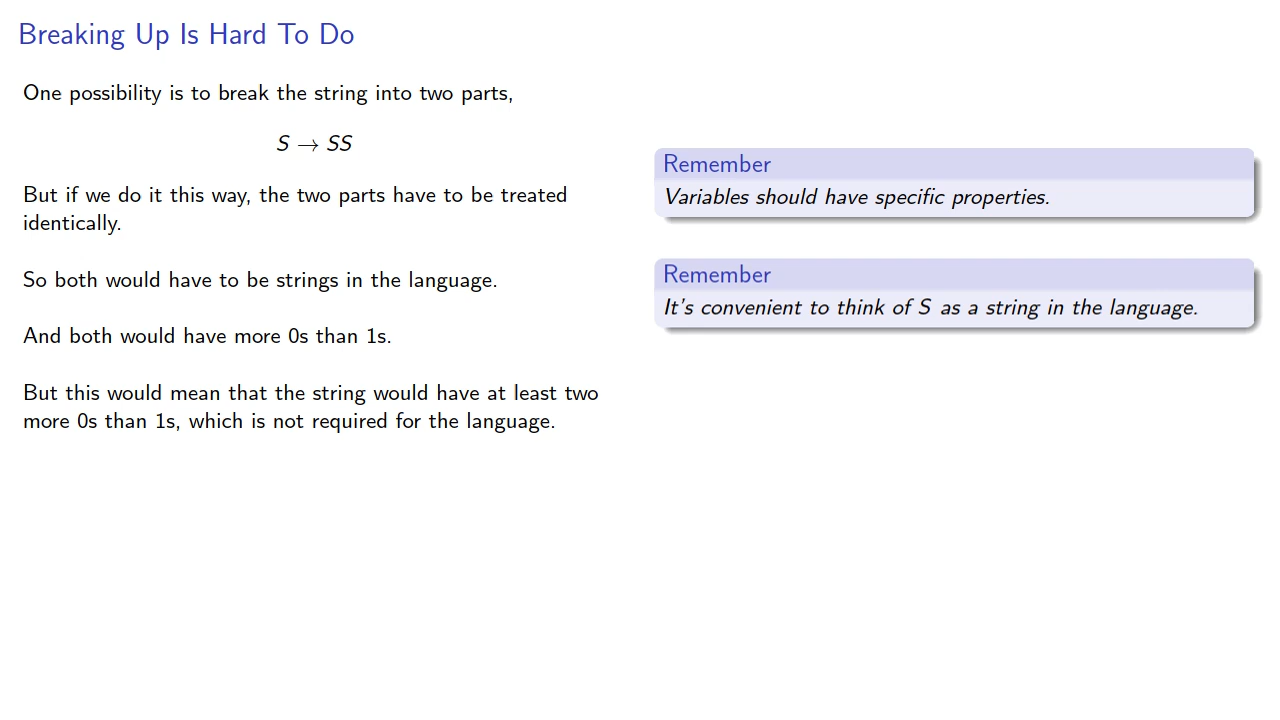 Breaking Up Is Hard To Do
One possibility is to break the string into two parts,
S → SS
But if we do it this way, the two parts have to be treated
identically.
So both would have to be strings in the language.
And both would have more 0s than 1s.
But this would mean that the string would have at least two
more 0s than 1s, which is not required for the language.
Remember
Variables should have specific properties.
Remember
It's convenient to think of S as a string in the language.